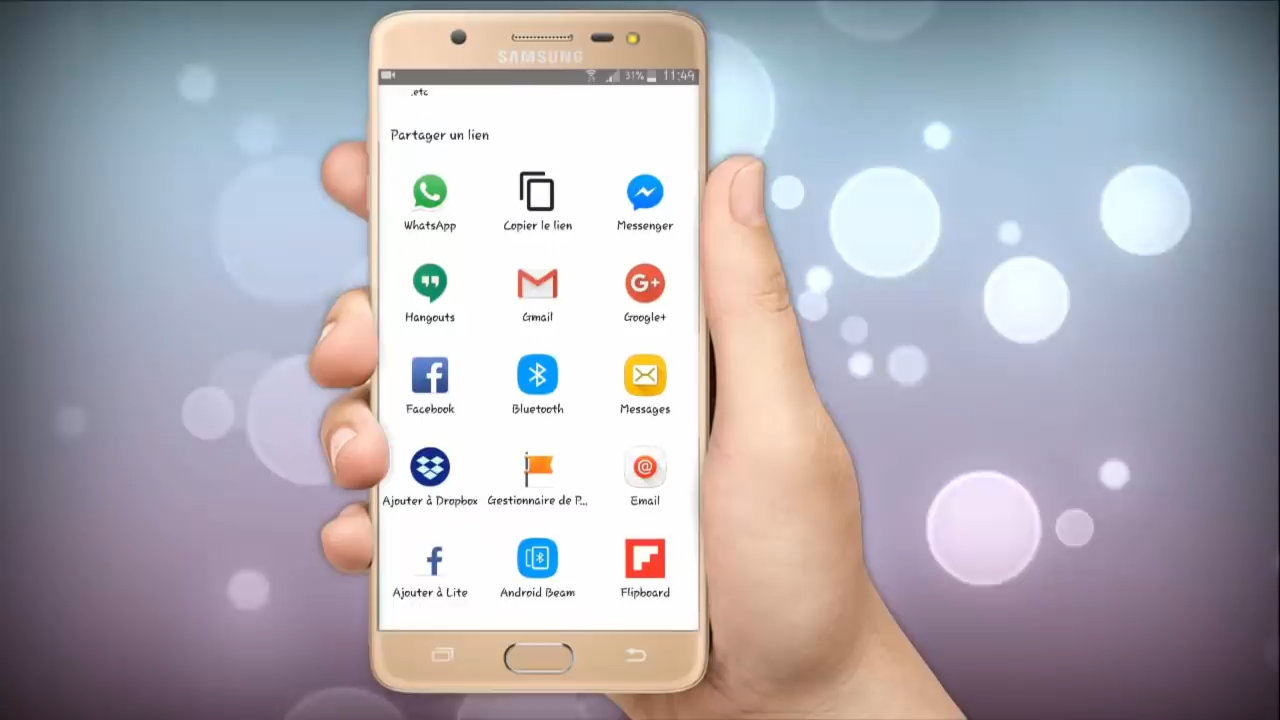 SAMSUNG
31% 11:49
.etc
Partager un lien
WhatsApp Copier le lien Messenger
Hangouts Gmail Google+
Facebook Bluetooth Messages
Ajouter à Dropbox Gestionnaire de P... Email
Ajouter à Lite Android Beam Flipboard